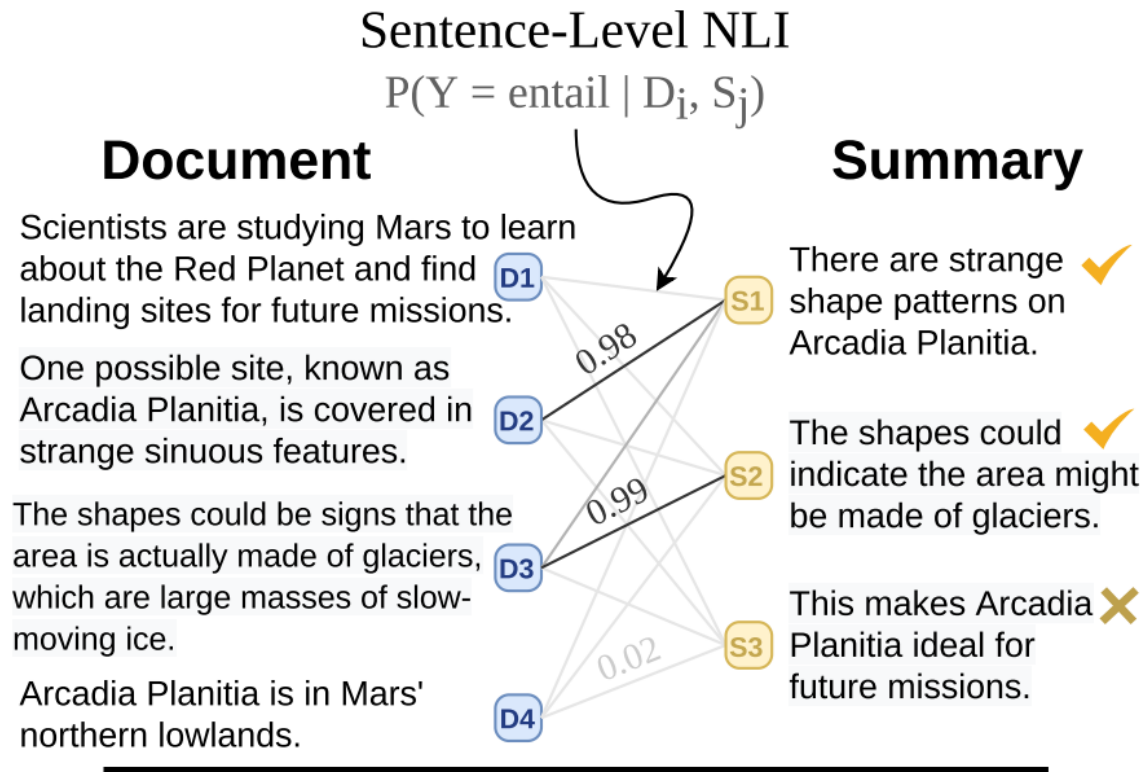 Sentence-Level NLI
P(Y = entail | Di, Sj)
Document
Summary
Scientists are studying Mars to learn
about the Red Planet and find
landing sites for future missions.
D1
One possible site, known as
Arcadia Planitia, is covered in
strange sinuous features.
D2
The shapes could be signs that the
area is actually made of glaciers,
which are large masses of slow-
moving ice.
D3
Arcadia Planitia is in Mars'
northern lowlands.
D4
0.98
0.99
0.02
S1
There are strange
shape patterns on
Arcadia Planitia.
S2
The shapes could
indicate the area might
be made of glaciers.
S3
This makes Arcadia
Planitia ideal for
future missions.